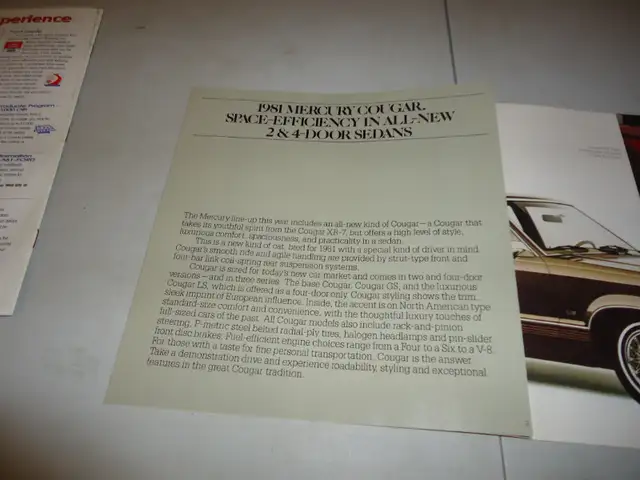 perience
1981 MERCURY COUGAR.
SPACE-EFFICIENCY IN ALL-NEW
2 & 4-DOOR SEDANS
The Mercury line-up this year includes an all-new kind of Cougar—a Cougar that
takes its youthful spirit from the Cougar XR-7, but offers a high level of style,
luxurious comfort, spaciousness, and practicality in a sedan.
This is a new kind of cat, bred for 1981 with a special kind of driver in mind.
Cougar's smooth ride and agile handling are provided by strut-type front and
four-bar link coil-spring rear suspension systems.
Cougar is sized for today's new car market and comes in two and four-door
versions—and in three series: The base Cougar, Cougar GS, and the luxurious
Cougar LS, which is offered as a four-door only. Cougar styling shows the trim,
sleek imprint of European influence. Inside, the accent is on North American type
standard-size comfort and convenience, with the thoughtful luxury touches of
full-sized cars of the past. All Cougar models also include rack-and-pinion
steering, P-metric steel belted radial-ply tires, halogen headlamps and pin-slider
front disc brakes. Fuel-efficient engine choices range from a Four to a Six to a V-8.
For those with a taste for fine personal transportation, Cougar is the answer.
Take a demonstration drive and experience roadability, styling and exceptional
features in the great Cougar tradition.